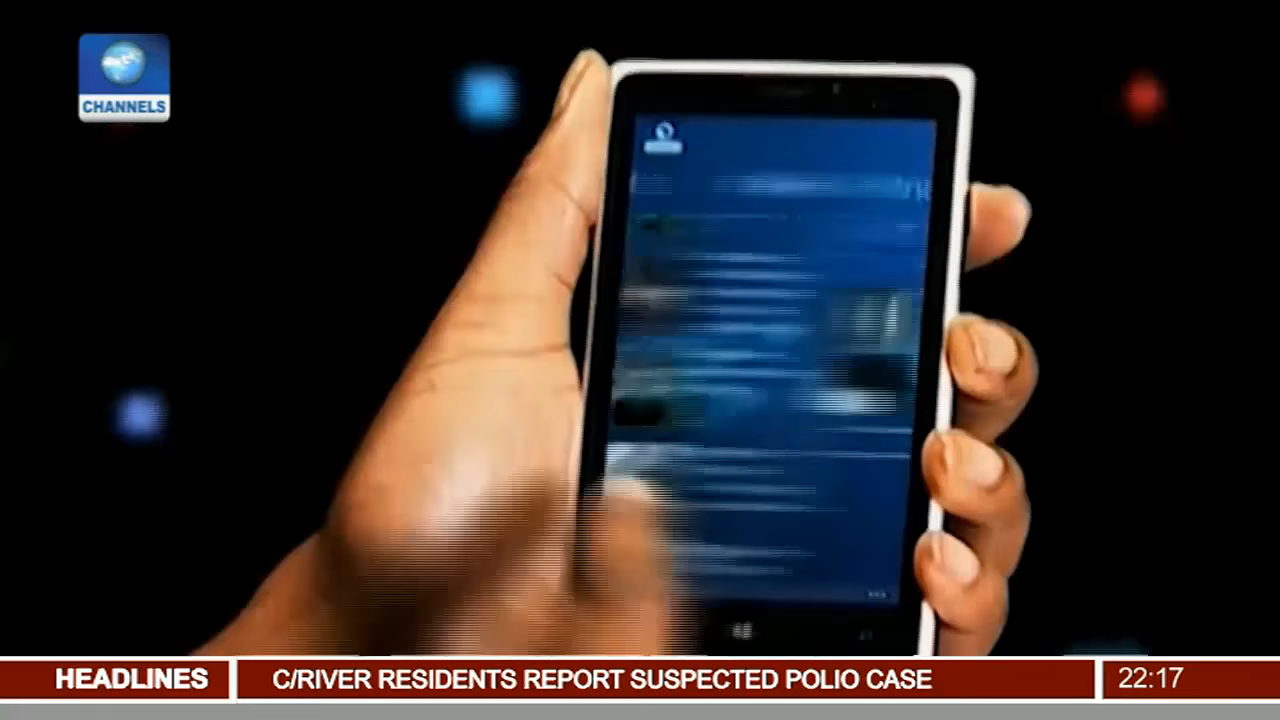 CHANNELS
HEADLINES
C/RIVER RESIDENTS REPORT SUSPECTED POLIO CASE
22:17